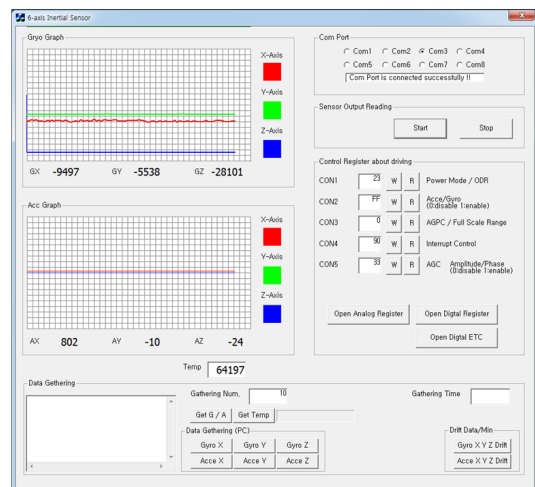 6-axis Inertial Sensor
Gryo Graph
X-Axis
Y-Axis
Z-Axis
GX -9497 GY -5538 GZ -28101
Acc Graph
X-Axis
Y-Axis
Z-Axis
AX 802 AY -10 AZ -24
Temp 64197
Com Port
Com1 Com2 Com3 Com4
Com5 Com6 Com7 Com8
Com Port is connected successfully !!
Sensor Output Reading
Start Stop
Control Register about driving
CON1 23 W R Power Mode / ODR
CON2 FF W R Acce/Gyro
(0:disable 1:enable)
CON3 0 W R AGPC / Full Scale Range
CON4 90 W R Interrupt Control
CON5 33 W R AGC Amplitude/Phase
(0:disable 1:enable)
Open Analog Register Open Digtal Register
Open Digtal ETC
Data Gethering
Gathering Num. 10 Gathering Time
Get G / A Get Temp
Data Gethering (PC)
Gyro X Gyro Y Gyro Z
Acce X Acce Y Acce Z
Drift Data/Min
Gyro X Y Z Drift
Acce X Y Z Drift